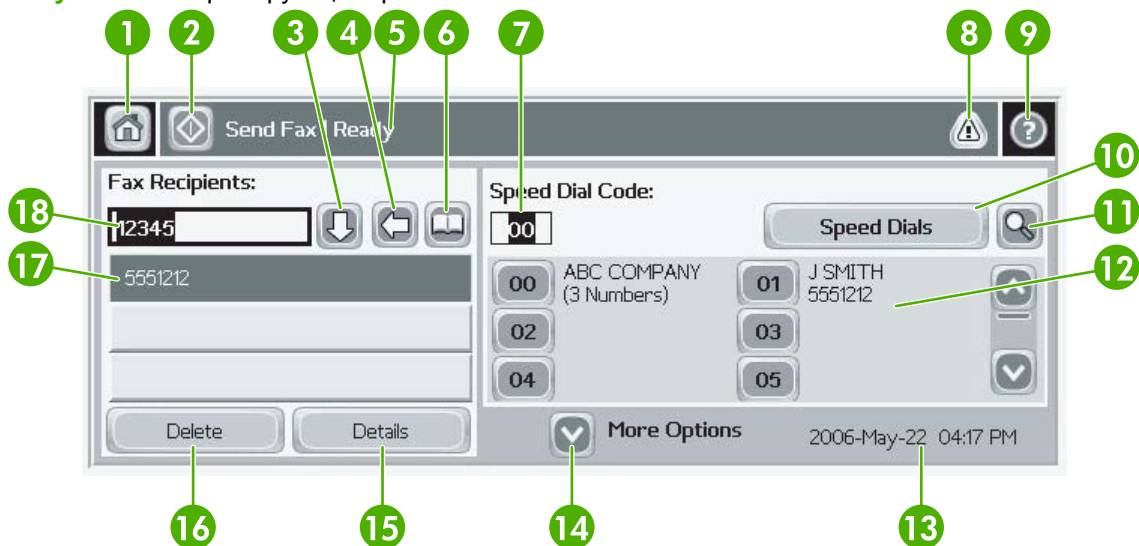 1 2 3 4 5 6 7 8 9
Send Fax | Ready
Fax Recipients:
Speed Dial Code:
10
18
12345
00
Speed Dials
11
17
5551212
00
ABC COMPANY
(3 Numbers)
01
J SMITH
5551212
12
02
03
04
05
Delete
Details
More Options
2006-May-22 04:17 PM
16 15 14 13